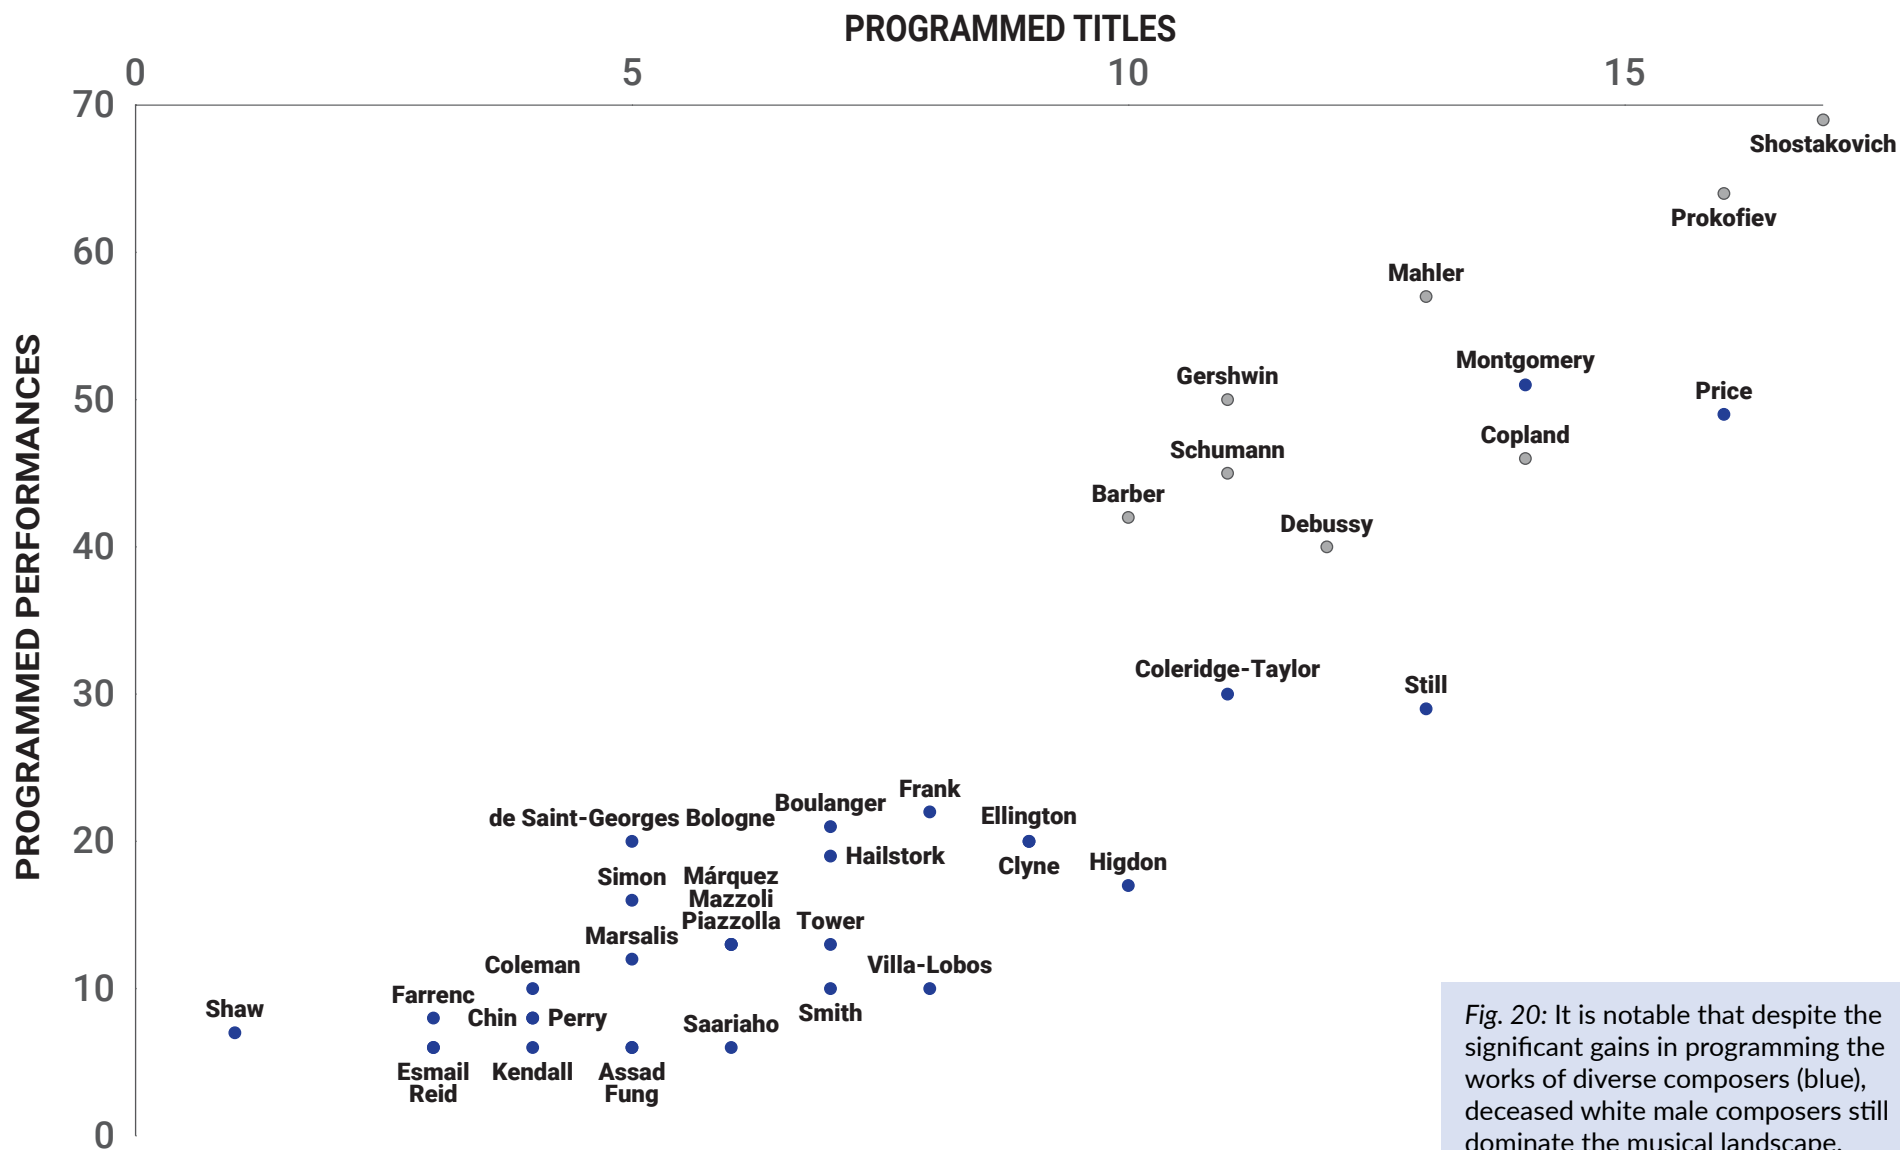 PROGRAMMED TITLES
0 5 10 15
70
Shostakovich
Prokofiev
60
Mahler
Montgomery
Gershwin
Price
50
Copland
Schumann
Barber
Debussy
40
PROGRAMMED PERFORMANCES
Coleridge-Taylor
Still
30
Frank
Boulanger
Ellington
de Saint-Georges Bologne
20
Hailstork
Clyne
Higdon
Simon
Márquez
Mazzoli
Piazzolla
Tower
Marsalis
Coleman
Villa-Lobos
10
Farrenc
Shaw
Smith
Chin
Perry
Saariaho
Esmail
Reid
Kendall
Assad
Fung
0
Fig. 20: It is notable that despite the
significant gains in programming the
works of diverse composers (blue),
deceased white male composers still
dominate the musical landscape.